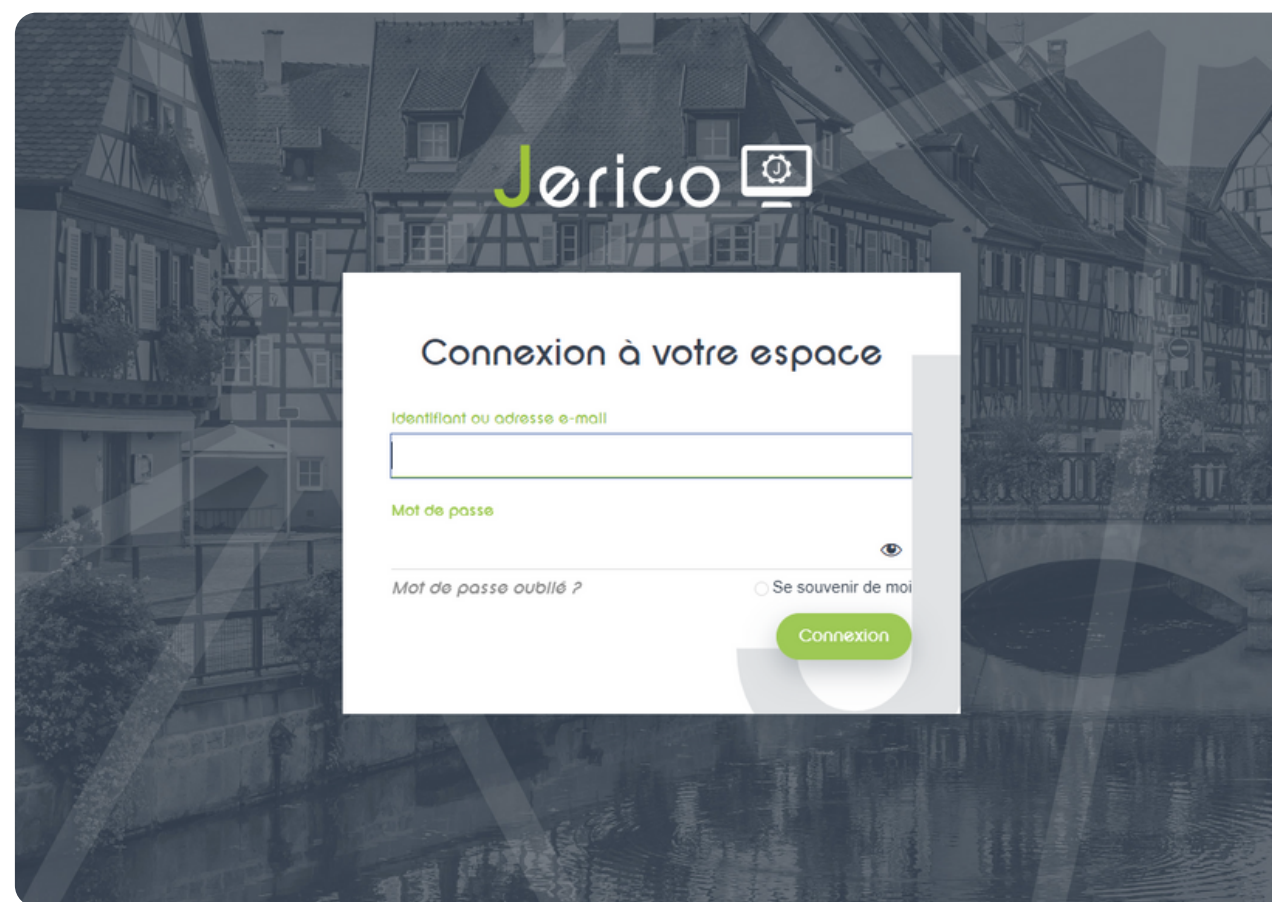 Jerico
Connexion à votre espace
Identifiant ou adresse e-mail
Mot de passe
Mot de passe oublié ?
Se souvenir de moi
Connexion